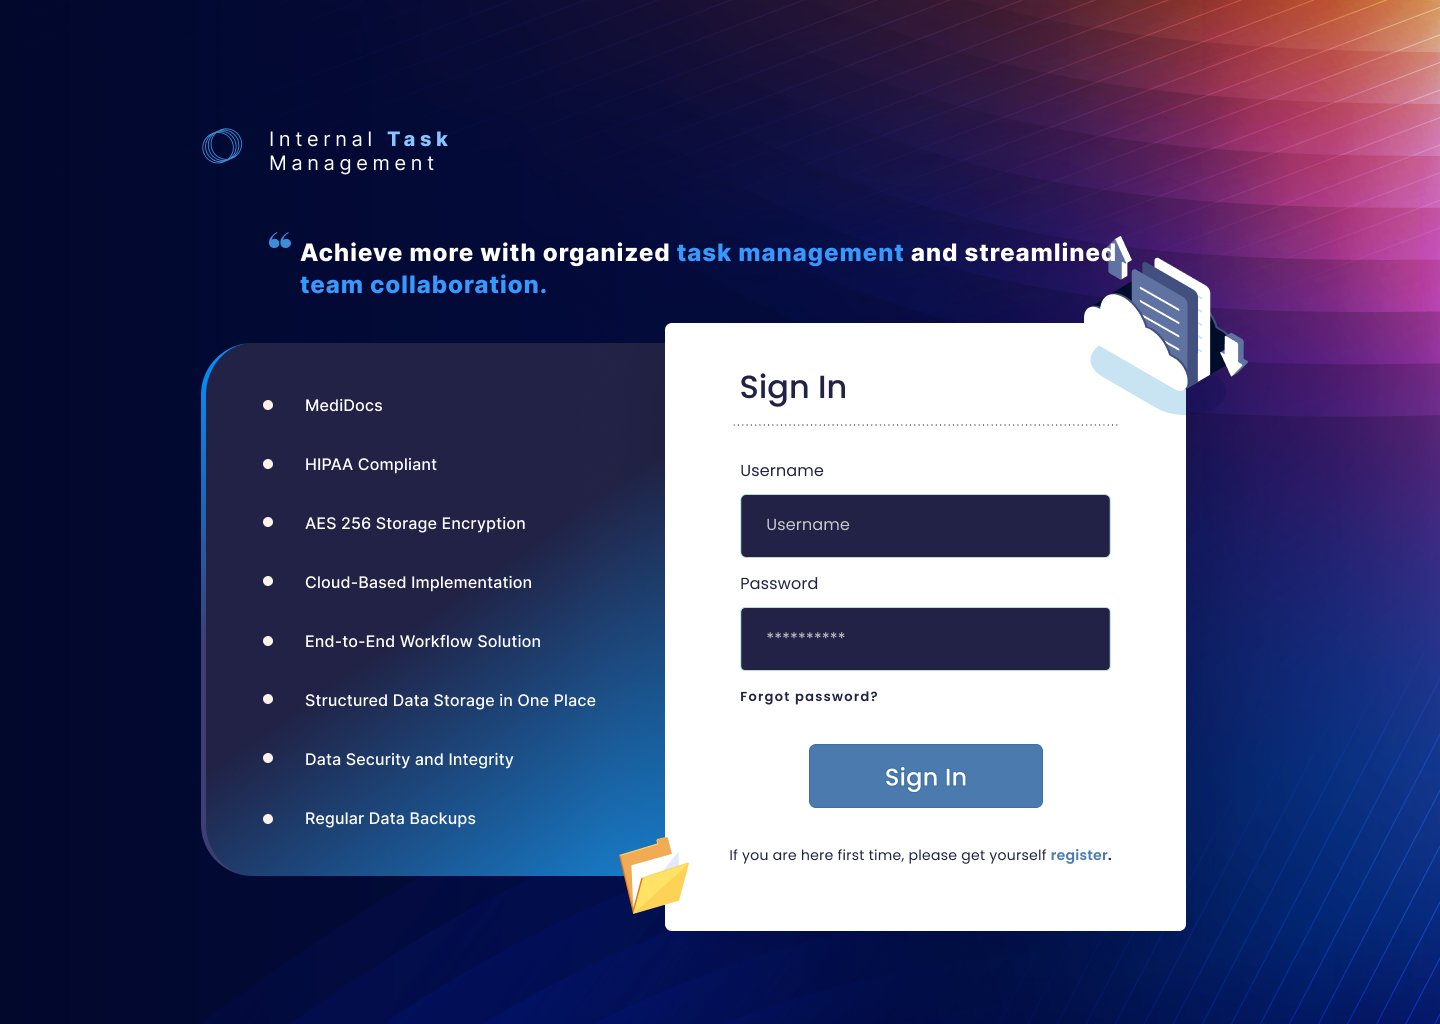 Internal Task
Management
“ Achieve more with organized task management and streamlined
team collaboration.
MediDocs
HIPAA Compliant
AES 256 Storage Encryption
Cloud-Based Implementation
End-to-End Workflow Solution
Structured Data Storage in One Place
Data Security and Integrity
Regular Data Backups
Sign In
Username
Username
Password
**********
Forgot password?
Sign In
If you are here first time, please get yourself register.